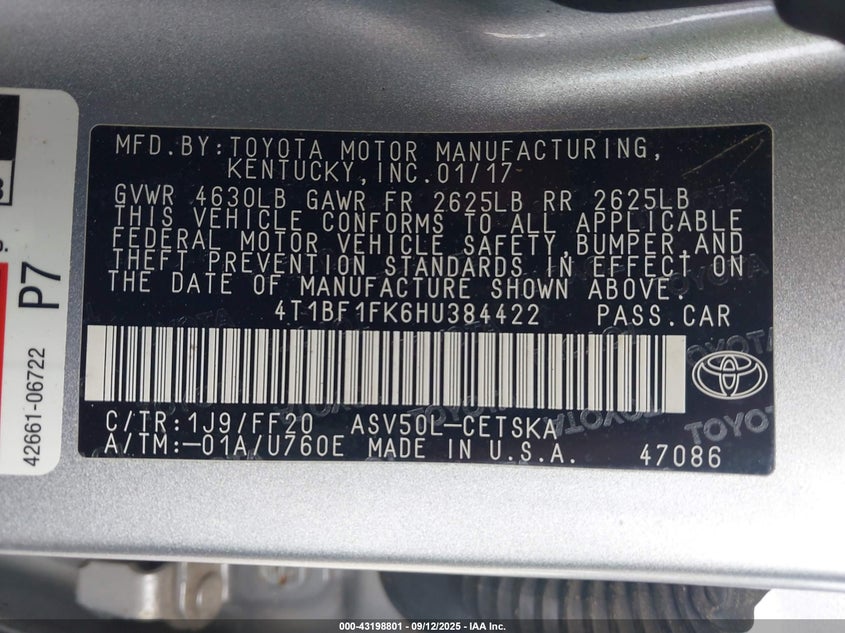 MFD.BY:TOYOTA MOTOR MANUFACTURING,
KENTUCKY,INC.01/17
GVWR 4630LB GAWR FR 2625LB RR 2625LB
THIS VEHICLE CONFORMS TO ALL APPLICABLE
FEDERAL MOTOR VEHICLE SAFETY,BUMPER,AND
THEFT PREVENTION STANDARDS IN EFFECT ON
THE DATE OF MANUFACTURE SHOWN ABOVE.
4T1BF1FK6HU384422 PASS.CAR
C/TR:1J9/FF20 ASV50L-CETSKA
A/TM:-01A/U760E MADE IN U.S.A. 47086
P7
42661-06722
TOYOTA
000-43198801 - 09/12/2025 - IAA Inc.